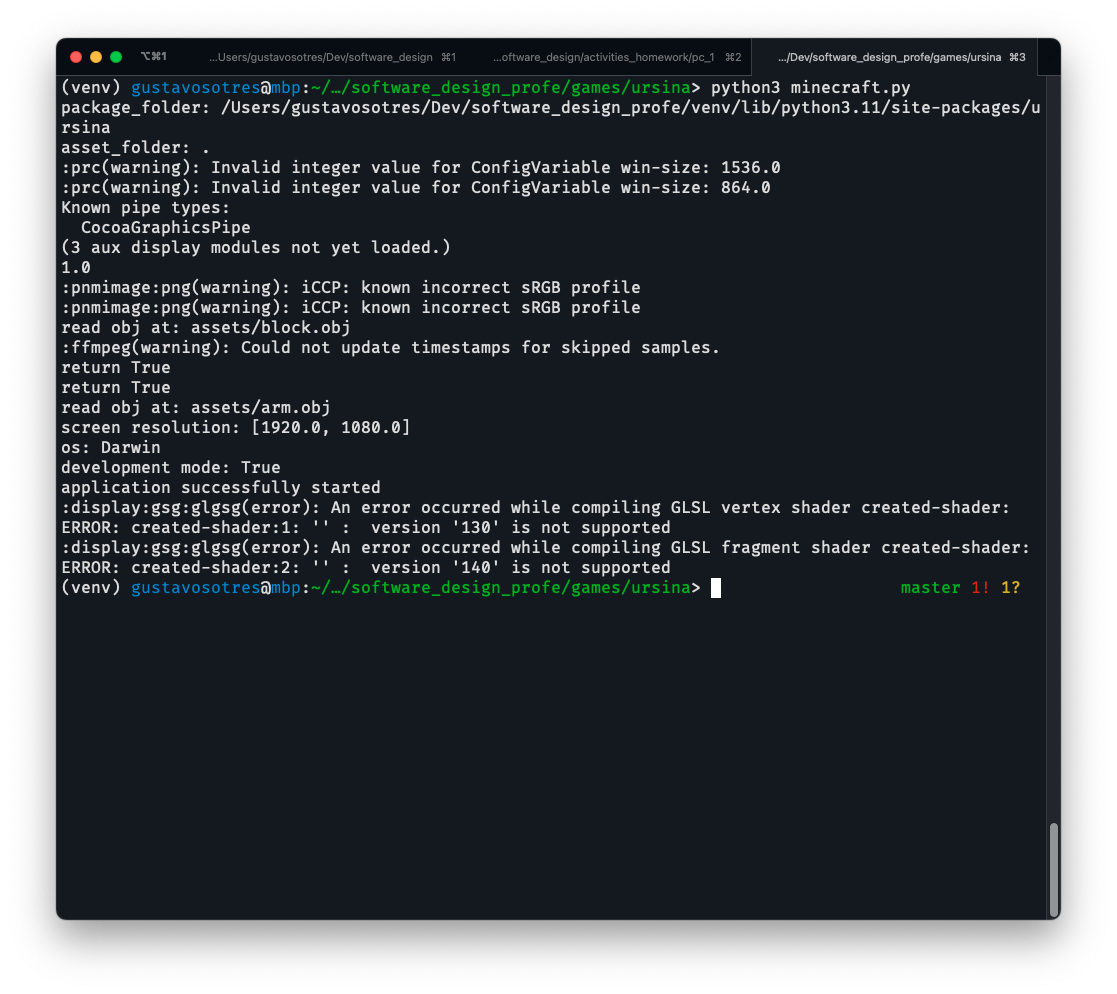 ⌥⌘1 ...Users/gustavosotres/Dev/software_design ⌘1 ...oftware_design/activities_homework/pc_1 ⌘2 .../Dev/software_design_profe/games/ursina ⌘3
(venv) gustavosotres@mbp:~/…/software_design_profe/games/ursina> python3 minecraft.py
package_folder: /Users/gustavosotres/Dev/software_design_profe/venv/lib/python3.11/site-packages/u
rsina
asset_folder: .
:prc(warning): Invalid integer value for ConfigVariable win-size: 1536.0
:prc(warning): Invalid integer value for ConfigVariable win-size: 864.0
Known pipe types:
  CocoaGraphicsPipe
(3 aux display modules not yet loaded.)
1.0
:pnmimage:png(warning): iCCP: known incorrect sRGB profile
:pnmimage:png(warning): iCCP: known incorrect sRGB profile
read obj at: assets/block.obj
:ffmpeg(warning): Could not update timestamps for skipped samples.
return True
return True
read obj at: assets/arm.obj
screen resolution: [1920.0, 1080.0]
os: Darwin
development mode: True
application successfully started
:display:gsg:glgsg(error): An error occurred while compiling GLSL vertex shader created-shader:
ERROR: created-shader:1: '' :  version '130' is not supported
:display:gsg:glgsg(error): An error occurred while compiling GLSL fragment shader created-shader:
ERROR: created-shader:2: '' :  version '140' is not supported
(venv) gustavosotres@mbp:~/…/software_design_profe/games/ursina> master 1! 1?